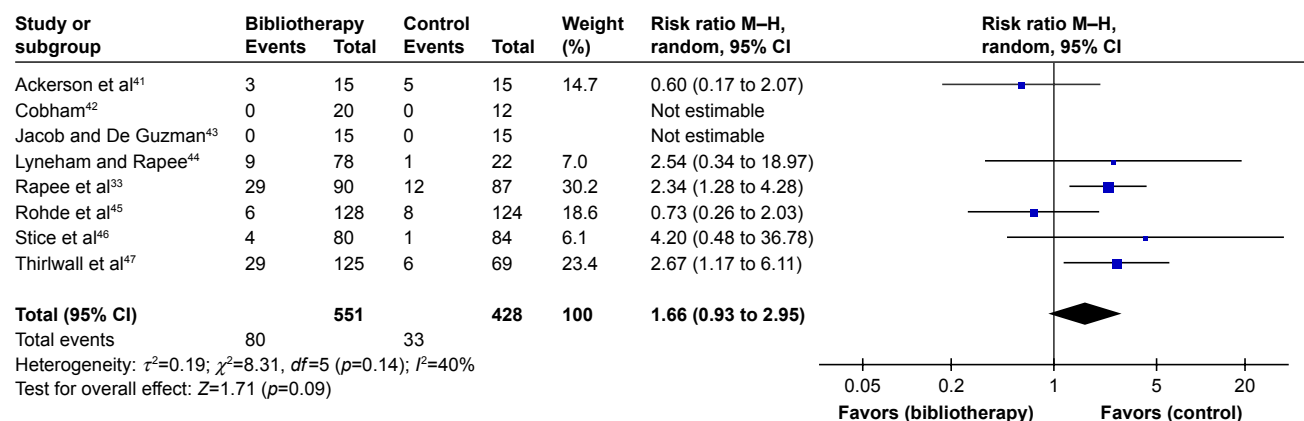 Study or Bibliotherapy Control Weight Risk ratio M–H, Risk ratio M–H,
subgroup Events Total Events Total (%) random, 95% CI random, 95% CI
Ackerson et al⁴¹ 3 15 5 15 14.7 0.60 (0.17 to 2.07)
Cobham⁴² 0 20 0 12 Not estimable
Jacob and De Guzman⁴³ 0 15 0 15 Not estimable
Lyneham and Rapee⁴⁴ 9 78 1 22 7.0 2.54 (0.34 to 18.97)
Rapee et al³³ 29 90 12 87 30.2 2.34 (1.28 to 4.28)
Rohde et al⁴⁵ 6 128 8 124 18.6 0.73 (0.26 to 2.03)
Stice et al⁴⁶ 4 80 1 84 6.1 4.20 (0.48 to 36.78)
Thirlwall et al⁴⁷ 29 125 6 69 23.4 2.67 (1.17 to 6.11)
Total (95% CI) 551 428 100 1.66 (0.93 to 2.95)
Total events 80 33
Heterogeneity: τ²=0.19; χ²=8.31, df=5 (p=0.14); I²=40%
Test for overall effect: Z=1.71 (p=0.09)
0.05 0.2 1 5 20
Favors (bibliotherapy) Favors (control)